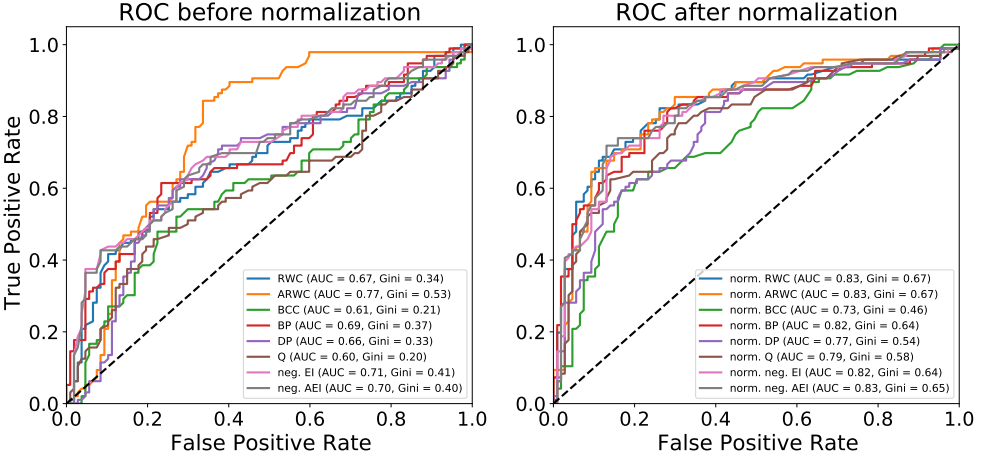 ROC before normalization
True Positive Rate
1.0
0.8
0.6
0.4
0.2
0.0
RWC (AUC = 0.67, Gini = 0.34)
ARWC (AUC = 0.77, Gini = 0.53)
BCC (AUC = 0.61, Gini = 0.21)
BP (AUC = 0.69, Gini = 0.37)
DP (AUC = 0.66, Gini = 0.33)
Q (AUC = 0.60, Gini = 0.20)
neg. EI (AUC = 0.71, Gini = 0.41)
neg. AEI (AUC = 0.70, Gini = 0.40)
0.0 0.2 0.4 0.6 0.8 1.0
False Positive Rate
ROC after normalization
1.0
0.8
0.6
0.4
0.2
0.0
norm. RWC (AUC = 0.83, Gini = 0.67)
norm. ARWC (AUC = 0.83, Gini = 0.67)
norm. BCC (AUC = 0.73, Gini = 0.46)
norm. BP (AUC = 0.82, Gini = 0.64)
norm. DP (AUC = 0.77, Gini = 0.54)
norm. Q (AUC = 0.79, Gini = 0.58)
norm. neg. EI (AUC = 0.82, Gini = 0.64)
norm. neg. AEI (AUC = 0.83, Gini = 0.65)
0.0 0.2 0.4 0.6 0.8 1.0
False Positive Rate